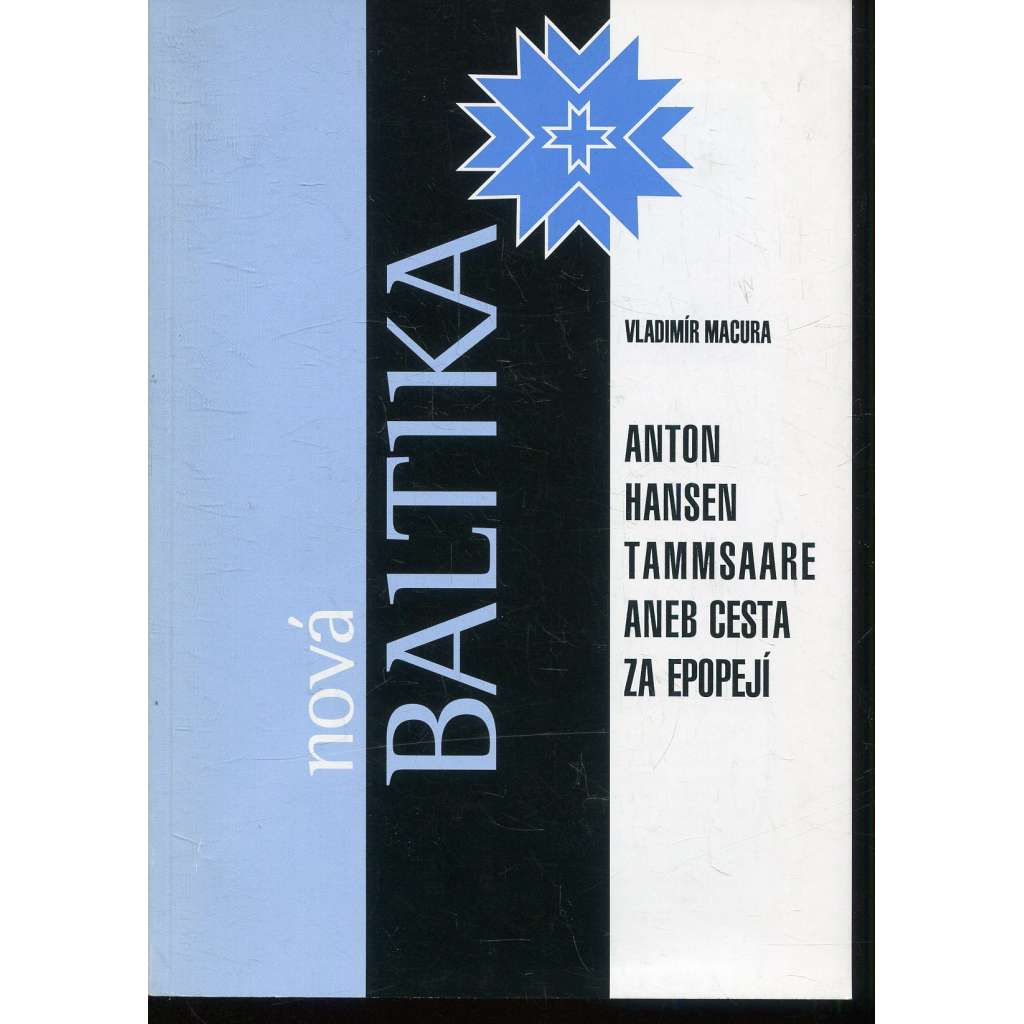 nová
BALTIKA
VLADIMÍR MACURA
ANTON
HANSEN
TAMMSAARE
ANEB CESTA
ZA EPOPEJÍ